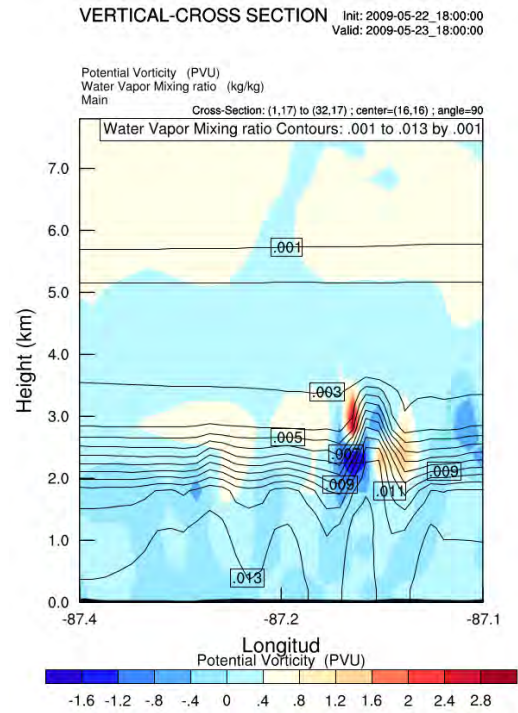 VERTICAL-CROSS SECTION
Init: 2009-05-22_18:00:00
Valid: 2009-05-23_18:00:00
Potential Vorticity (PVU)
Water Vapor Mixing ratio (kg/kg)
Main
Cross-Section: (1,17) to (32,17) ; center=(16,16) ; angle=90
Water Vapor Mixing ratio Contours: .001 to .013 by .001
7.0
6.0
.001
5.0
Height (km)
4.0
.003
3.0
.005
.007
.009
2.0
.009
.011
1.0
.013
0.0
-87.4 -87.2 -87.1
Longitud
Potential Vorticity (PVU)
-1.6 -1.2 -.8 -.4 0 .4 .8 1.2 1.6 2 2.4 2.8